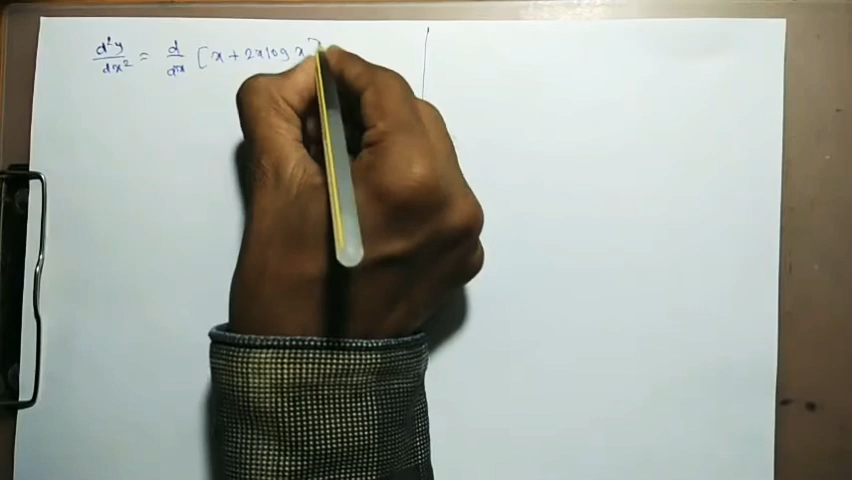 d²y/dx² = d/dx [x + 2x log x]